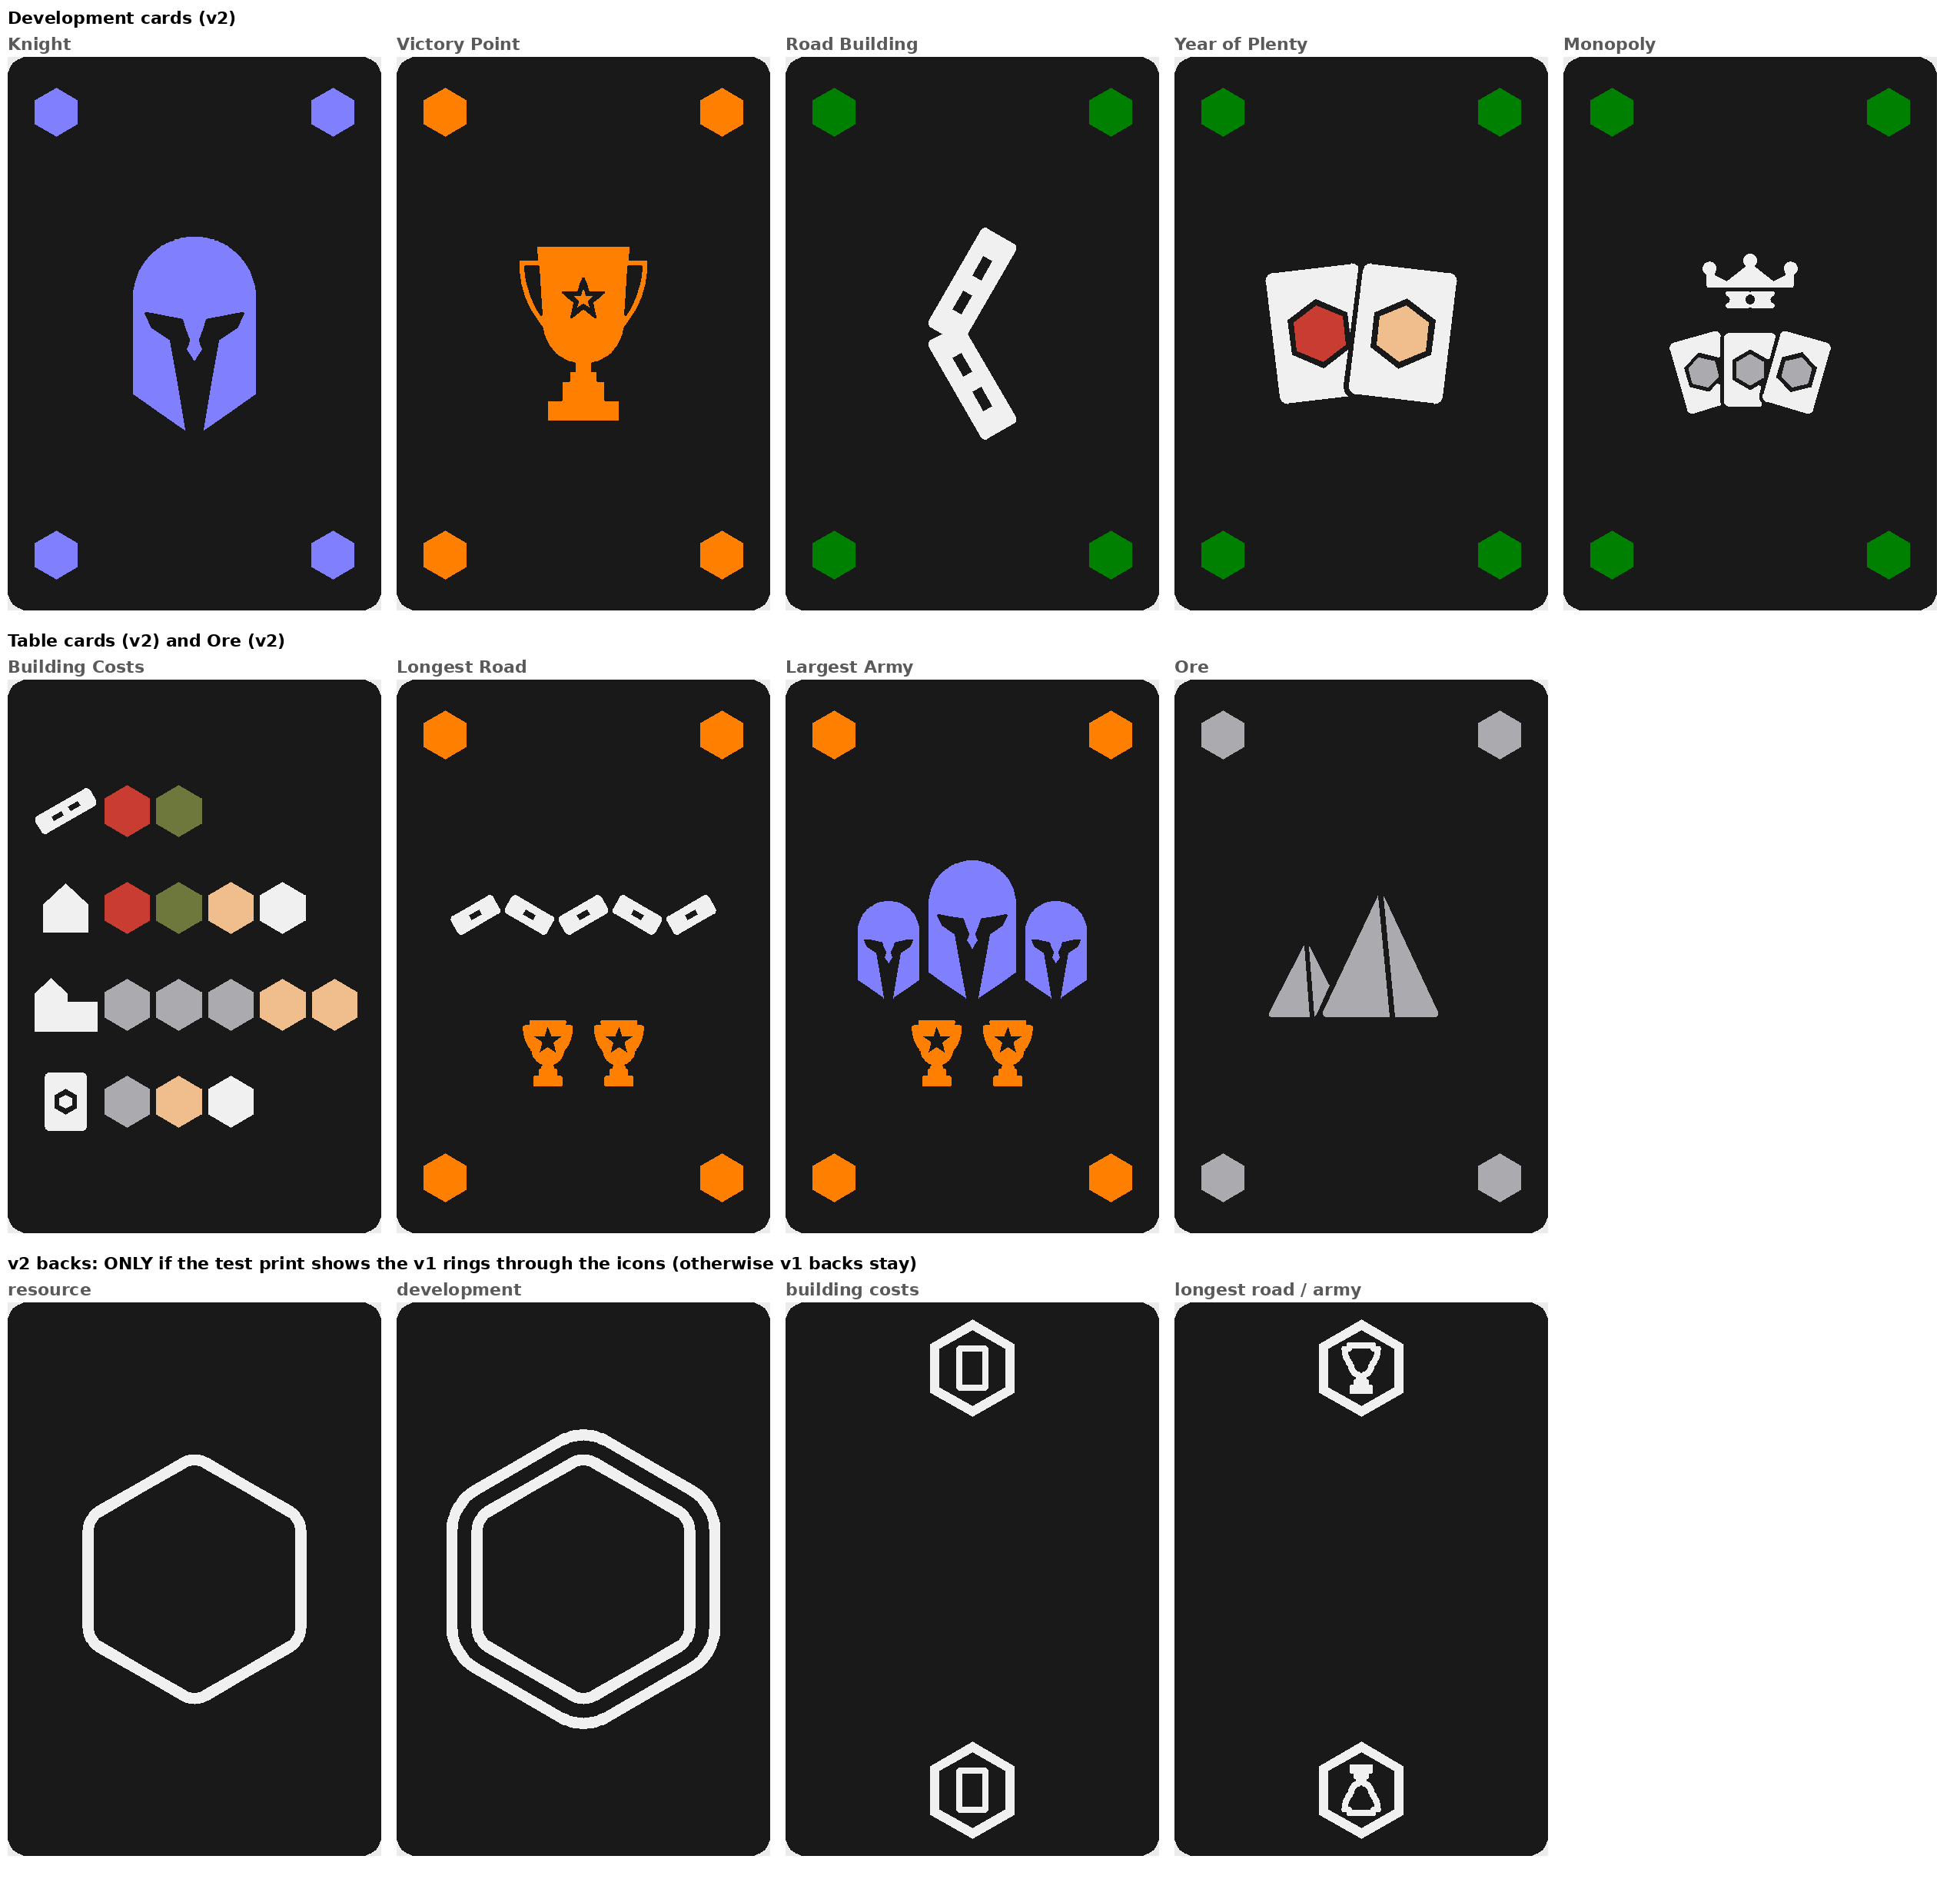 Development cards (v2)
Knight Victory Point Road Building Year of Plenty Monopoly
Table cards (v2) and Ore (v2)
Building Costs Longest Road Largest Army Ore
v2 backs: ONLY if the test print shows the v1 rings through the icons (otherwise v1 backs stay)
resource development building costs longest road / army